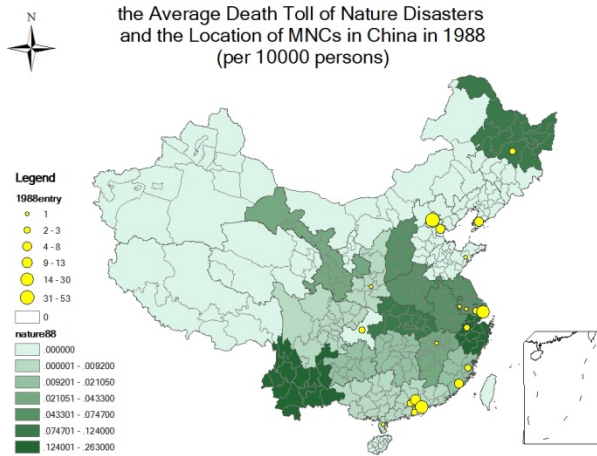 the Average Death Toll of Nature Disasters
and the Location of MNCs in China in 1988
(per 10000 persons)
Legend
1988entry
1
2 - 3
4 - 8
9 - 13
14 - 30
31 - 53
0
nature88
.000000
.000001 - .009200
.009201 - .021050
.021051 - .043300
.043301 - .074700
.074701 - .124000
.124001 - .263000